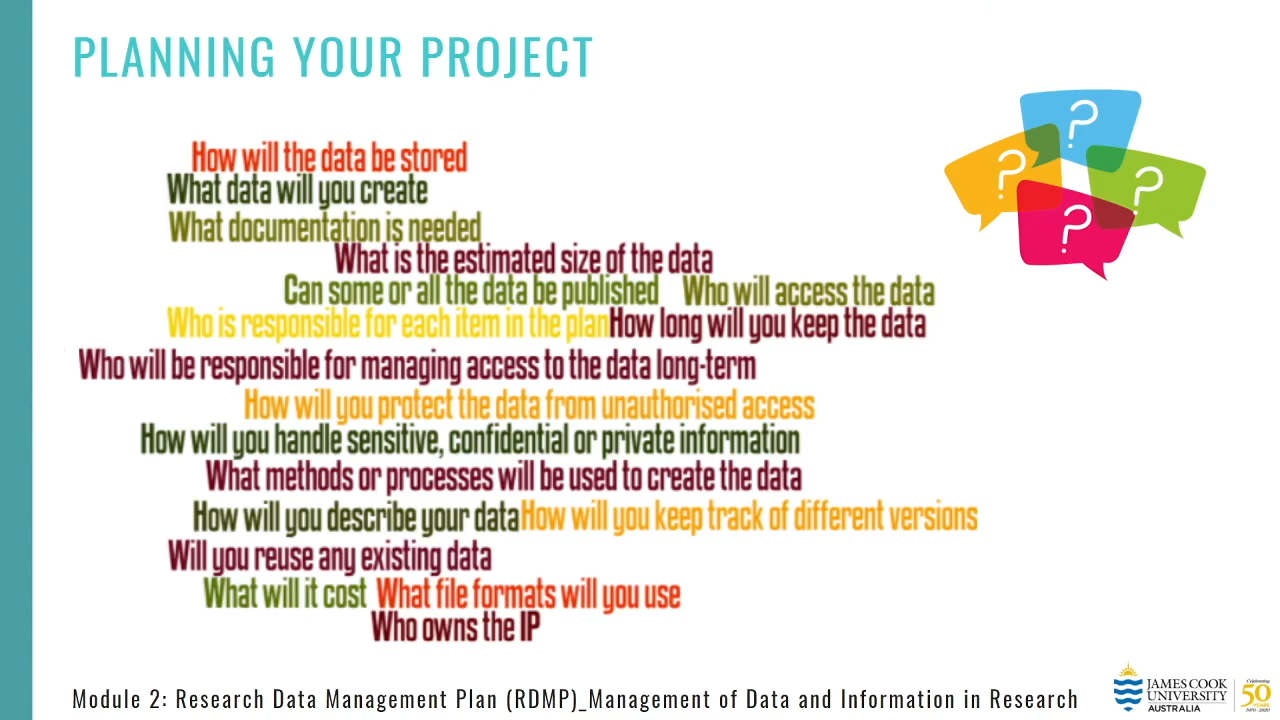 PLANNING YOUR PROJECT
? ? ? ?
How will the data be stored
What data will you create
What documentation is needed
What is the estimated size of the data
Can some or all the data be published Who will access the data
Who is responsible for each item in the plan How long will you keep the data
Who will be responsible for managing access to the data long-term
How will you protect the data from unauthorised access
How will you handle sensitive, confidential or private information
What methods or processes will be used to create the data
How will you describe your data How will you keep track of different versions
Will you reuse any existing data
What will it cost What file formats will you use
Who owns the IP
Module 2: Research Data Management Plan (RDMP)_Management of Data and Information in Research
JAMES COOK
UNIVERSITY
AUSTRALIA
Celebrating
50
YEARS
1970 - 2020